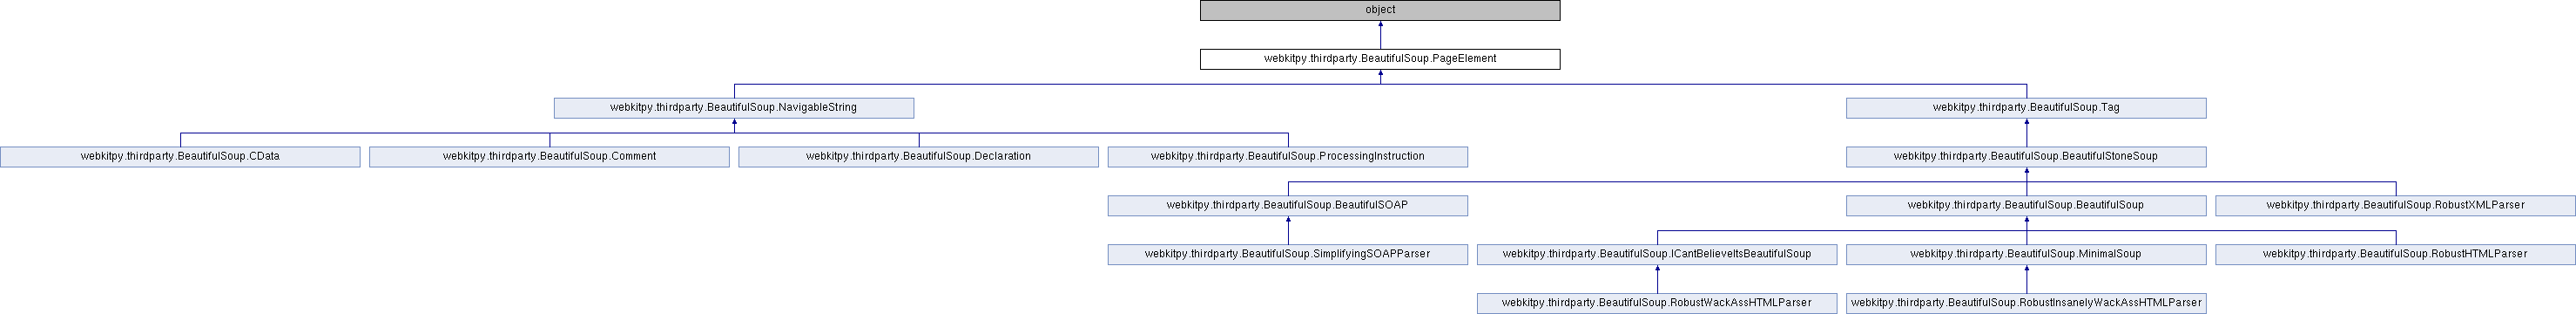 object
webkitpy.thirdparty.BeautifulSoup.PageElement
webkitpy.thirdparty.BeautifulSoup.NavigableString
webkitpy.thirdparty.BeautifulSoup.Tag
webkitpy.thirdparty.BeautifulSoup.CData
webkitpy.thirdparty.BeautifulSoup.Comment
webkitpy.thirdparty.BeautifulSoup.Declaration
webkitpy.thirdparty.BeautifulSoup.ProcessingInstruction
webkitpy.thirdparty.BeautifulSoup.BeautifulStoneSoup
webkitpy.thirdparty.BeautifulSoup.BeautifulSOAP
webkitpy.thirdparty.BeautifulSoup.BeautifulSoup
webkitpy.thirdparty.BeautifulSoup.RobustXMLParser
webkitpy.thirdparty.BeautifulSoup.SimplifyingSOAPParser
webkitpy.thirdparty.BeautifulSoup.ICantBelieveItsBeautifulSoup
webkitpy.thirdparty.BeautifulSoup.MinimalSoup
webkitpy.thirdparty.BeautifulSoup.RobustHTMLParser
webkitpy.thirdparty.BeautifulSoup.RobustWackAssHTMLParser
webkitpy.thirdparty.BeautifulSoup.RobustInsanelyWackAssHTMLParser